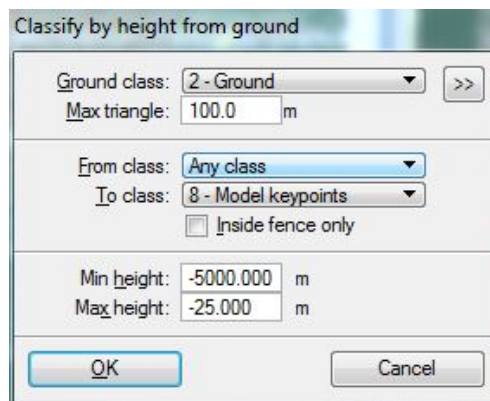 Classify by height from ground
Ground class: 2 - Ground >>
Max triangle: 100.0 m
From class: Any class
To class: 8 - Model keypoints
Inside fence only
Min height: -5000.000 m
Max height: -25.000 m
OK Cancel